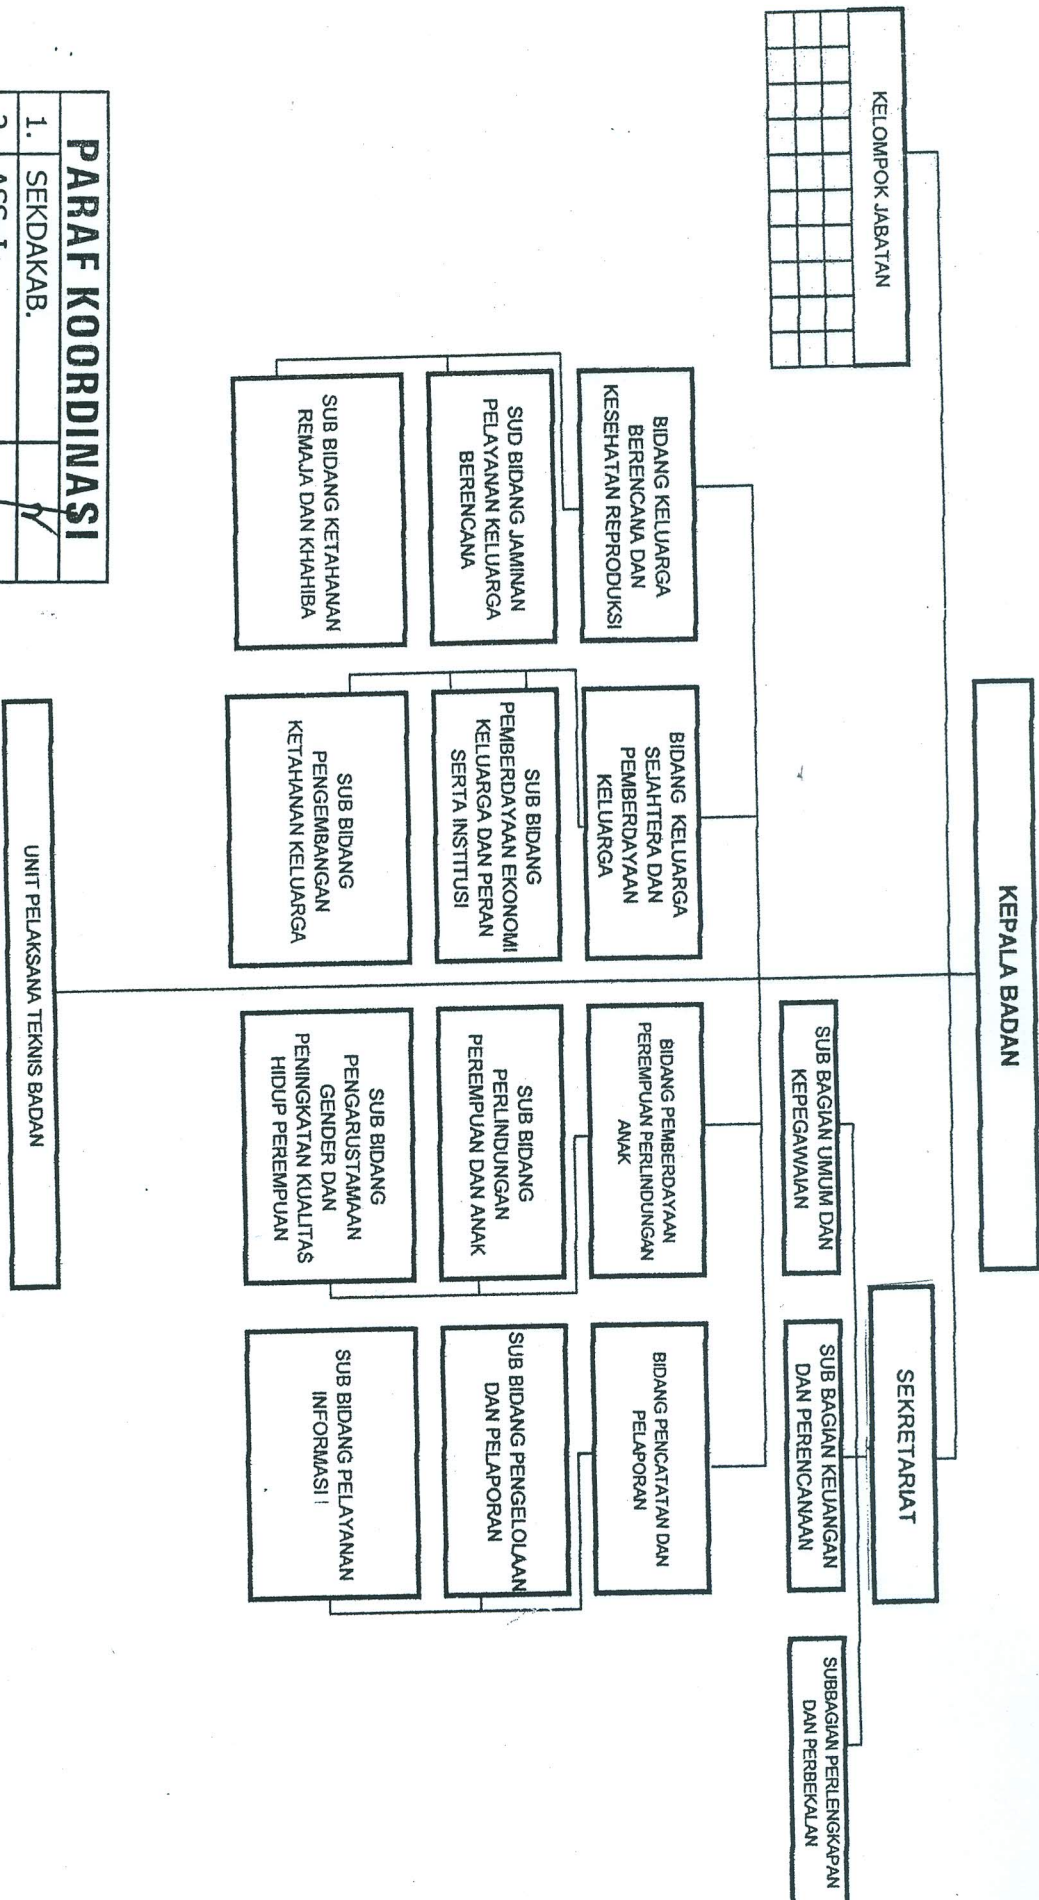 KEPALA BADAN
KELOMPOK JABATAN
SEKRETARIAT
SUB BAGIAN UMUM DAN
KEPEGAWAIAN
SUB BAGIAN KEUANGAN
DAN PERENCANAAN
SUBBAGIAN PERLENGKAPAN
DAN PERBEKALAN
BIDANG KELUARGA
BERENCANA DAN
KESEHATAN REPRODUKSI
BIDANG KELUARGA
SEJAHTERA DAN
PEMBERDAYAAN
KELUARGA
BIDANG PEMBERDAYAAN
PEREMPUAN PERLINDUNGAN
ANAK
BIDANG PENCATATAN DAN
PELAPORAN
SUD BIDANG JAMINAN
PELAYANAN KELUARGA
BERENCANA
SUB BIDANG
PEMBERDAYAAN EKONOMI
KELUARGA DAN PERAN
SERTA INSTITUSI
SUB BIDANG
PERLINDUNGAN
PEREMPUAN DAN ANAK
SUB BIDANG PENGELOLAAN
DAN PELAPORAN
SUB BIDANG KETAHANAN
REMAJA DAN KHAHIBA
SUB BIDANG
PENGEMBANGAN
KETAHANAN KELUARGA
SUB BIDANG
PENGARUSTAMAAN
GENDER DAN
PENINGKATAN KUALITAS
HIDUP PEREMPUAN
SUB BIDANG PELAYANAN
INFORMASI !
UNIT PELAKSANA TEKNIS BADAN
PARAF KOORDINASI
1. SEKDAKAB.